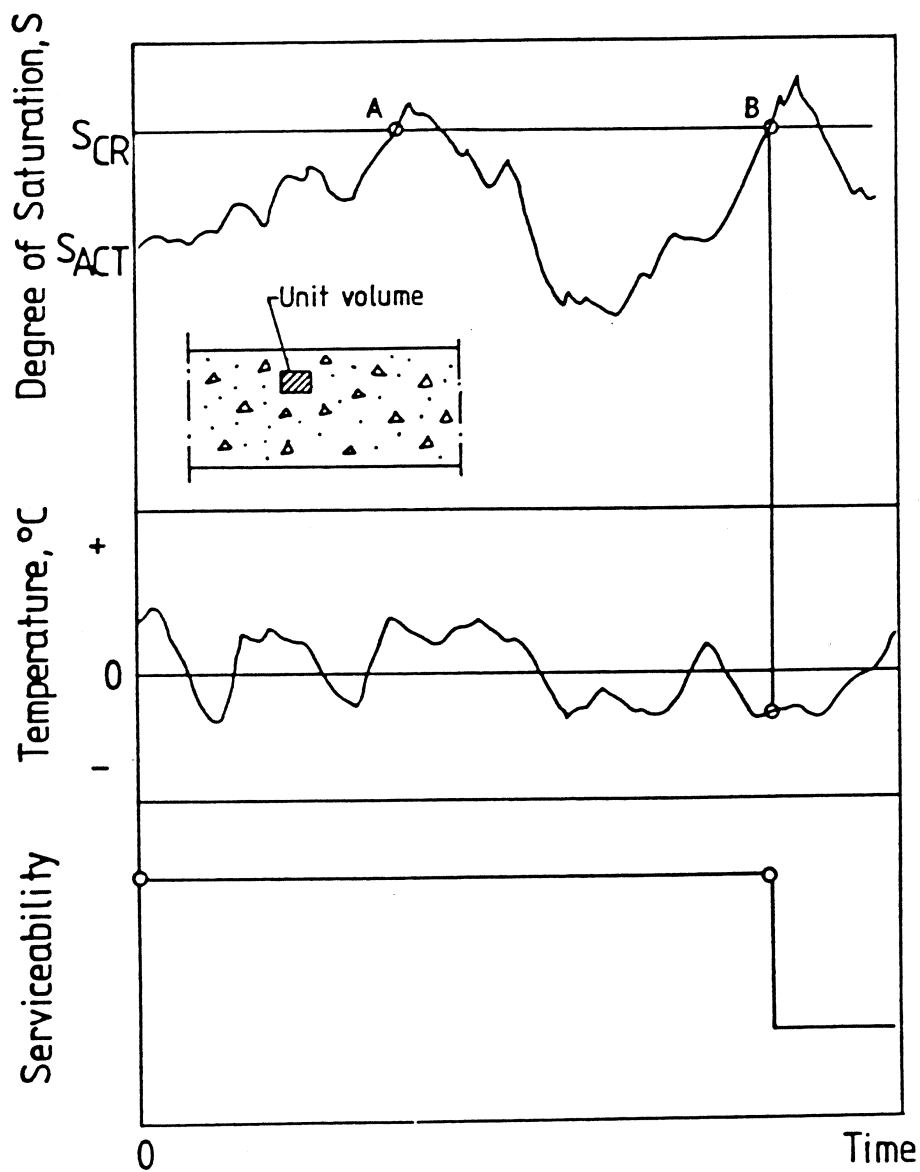 Degree of Saturation, S
S_CR
S_ACT
A
B
Unit volume
Temperature, °C
+
0
−
Serviceability
0
Time